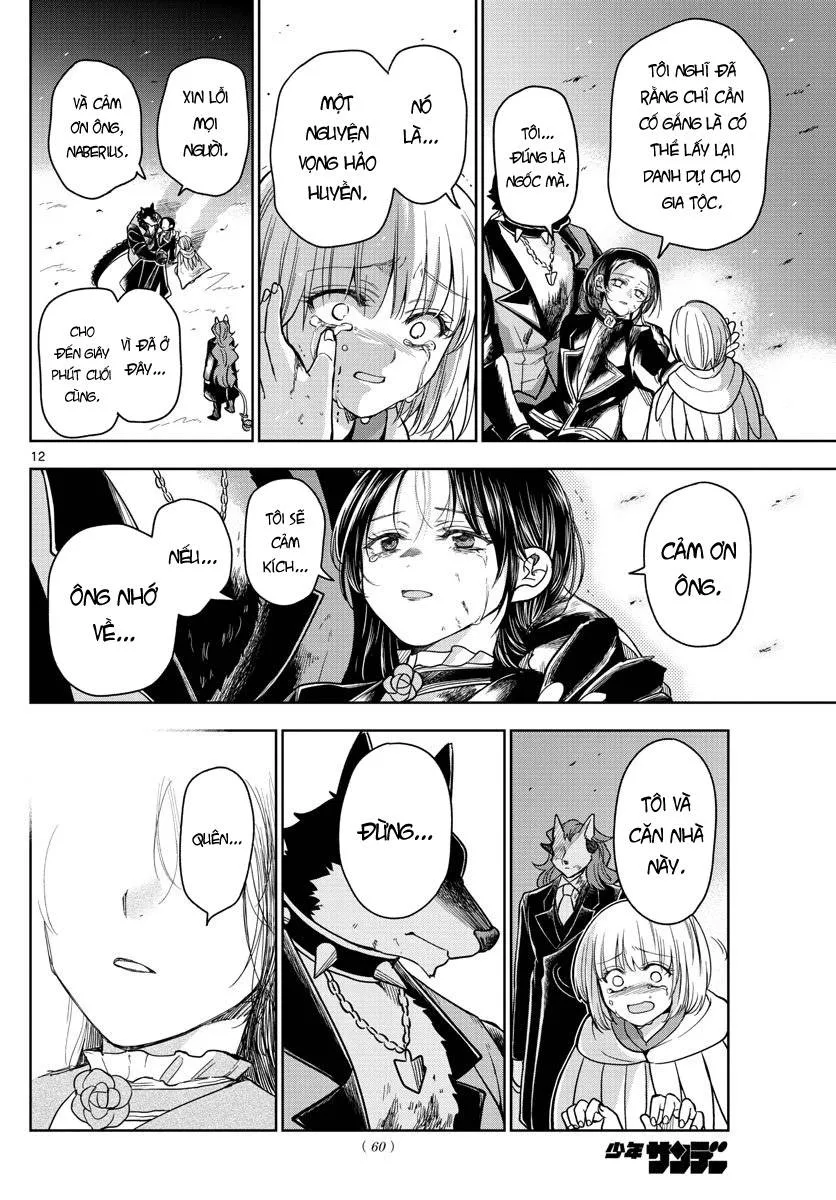 TÔI NGHĨ ĐÃ
RẰNG CHỈ CẦN
CỐ GẮNG LÀ CÓ
THỂ LẤY LẠI
DANH DỰ CHO
GIA TỘC.
TÔI...
ĐÚNG LÀ
NGỐC MÀ.
NÓ
LÀ...
MỘT
NGUYỆN
VỌNG HẢO
HUYỀN.
XIN LỖI
MỌI
NGƯỜI.
VÀ CẢM
ƠN ÔNG,
NABERIUS.
VÌ ĐÃ Ở
ĐÂY...
CHO
ĐẾN GIÂY
PHÚT CUỐI
CÙNG.
12
CẢM ƠN
ÔNG.
TÔI SẼ
CẢM
KÍCH...
NẾU...
ÔNG NHỚ
VỀ...
TÔI VÀ
CĂN NHÀ
NÀY.
ĐỪNG...
QUÊN...
( 60 )
少年サンデー